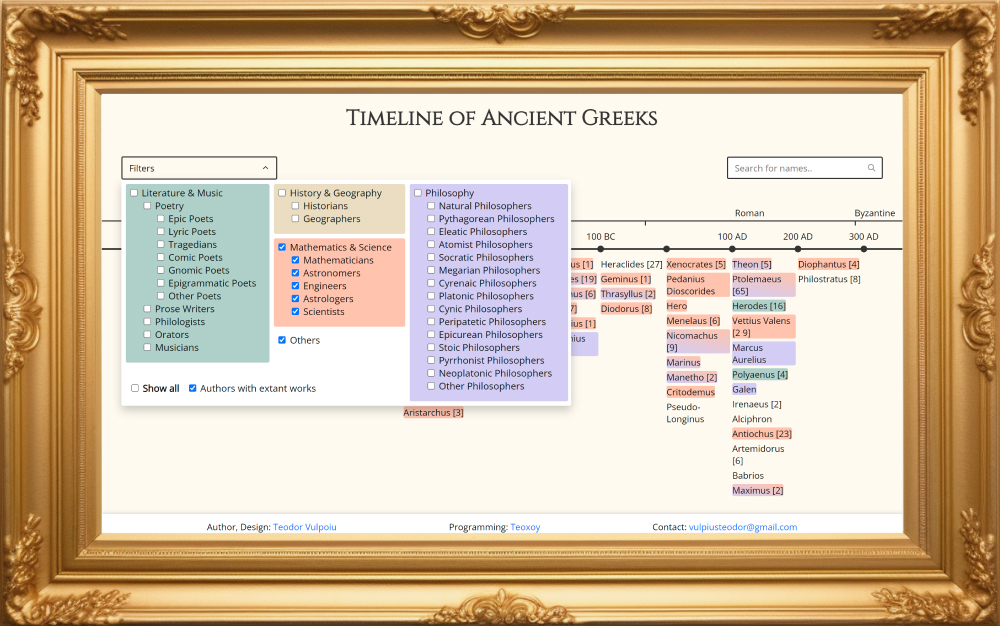 Timeline of Ancient Greeks
Filters
Search for names..
Literature & Music
Poetry
Epic Poets
Lyric Poets
Tragedians
Comic Poets
Gnomic Poets
Epigrammatic Poets
Other Poets
Prose Writers
Philologists
Orators
Musicians
History & Geography
Historians
Geographers
Mathematics & Science
Mathematicians
Astronomers
Engineers
Astrologers
Scientists
Others
Philosophy
Natural Philosophers
Pythagorean Philosophers
Eleatic Philosophers
Atomist Philosophers
Socratic Philosophers
Megarian Philosophers
Cyrenaic Philosophers
Platonic Philosophers
Cynic Philosophers
Peripatetic Philosophers
Epicurean Philosophers
Stoic Philosophers
Pyrrhonist Philosophers
Neoplatonic Philosophers
Other Philosophers
Show all
Authors with extant works
Roman
Byzantine
100 BC
100 AD
200 AD
300 AD
us [1]
es [19]
us [6]
ius [1]
nius
Aristarchus [3]
Heraclides [27]
Geminus [1]
Thrasyllus [2]
Diodorus [8]
Xenocrates [5]
Pedanius
Dioscorides
Hero
Menelaus [6]
Nicomachus
[9]
Marinus
Manetho [2]
Critodemus
Pseudo-
Longinus
Theon [5]
Ptolemaeus
[65]
Herodes [16]
Vettius Valens
[2 9]
Marcus
Aurelius
Polyaenus [4]
Galen
Irenaeus [2]
Alciphron
Antiochus [23]
Artemidorus
[6]
Babrios
Maximus [2]
Diophantus [4]
Philostratus [8]
Author, Design: Teodor Vulpoiu
Programming: Teoxoy
Contact: vulpiusteodor@gmail.com